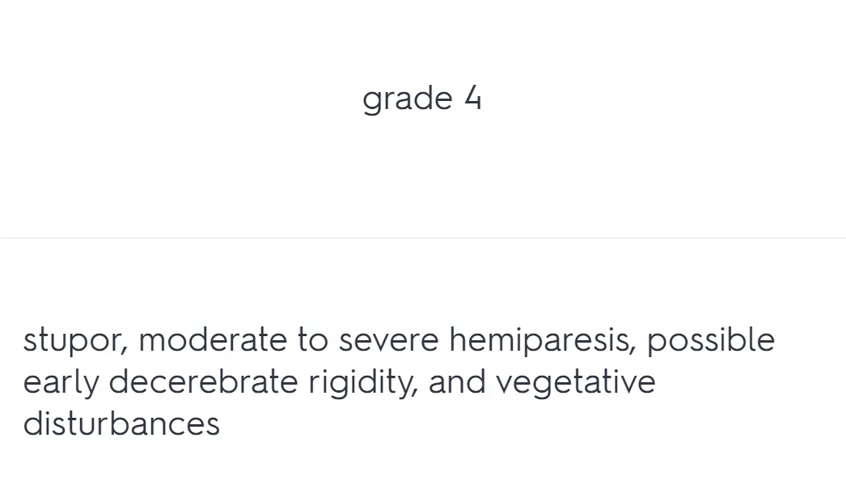 grade 4
stupor, moderate to severe hemiparesis, possible
early decerebrate rigidity, and vegetative
disturbances